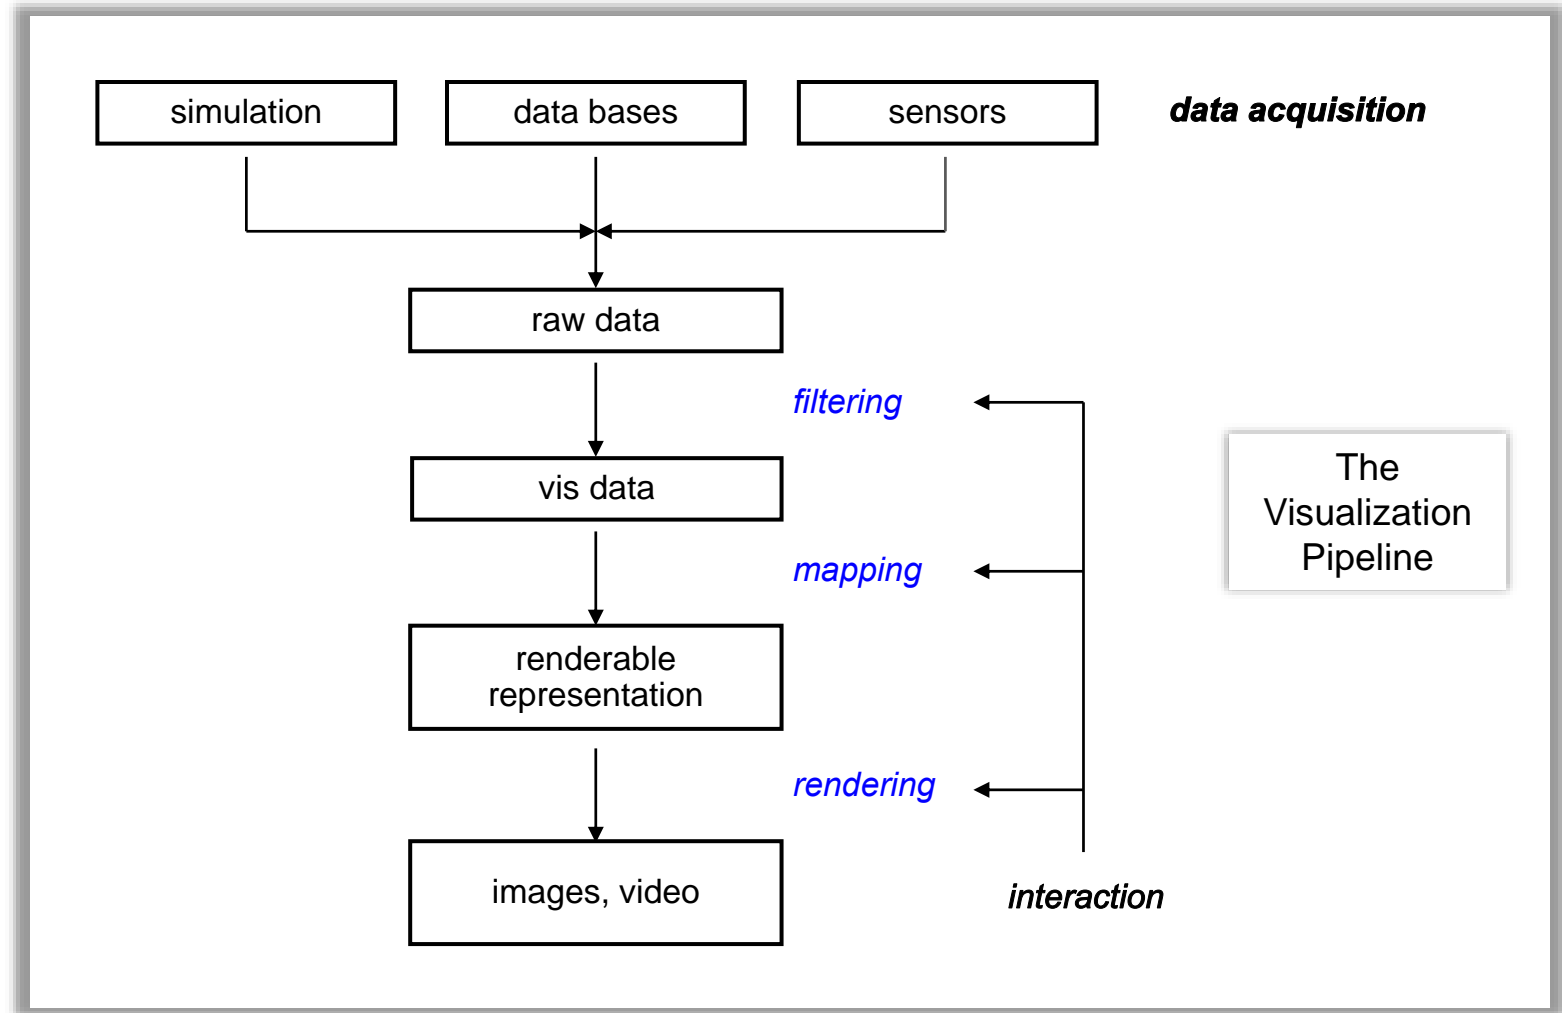 simulation
data bases
sensors
data acquisition
raw data
filtering
vis data
The
Visualization
Pipeline
mapping
renderable
representation
rendering
images, video
interaction